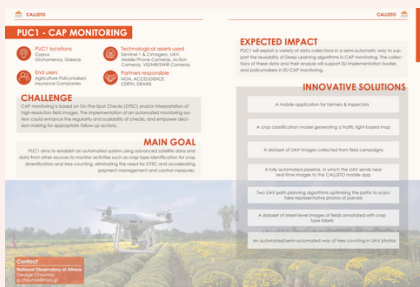 CALLISTO
PUC1 - CAP MONITORING
PUC1 locations
Cyprus
Orchomenos, Greece
Technological assets used
Sentinel 1 & 2 imagery, UAV,
Mobile Phone Cameras, Action
Cameras, VIS/NIR/SWIR Cameras
End users
Agriculture Policymakers
Insurance Companies
Partners responsible
NOA, ACCELIGENCE
CERTH, DRAXIS
CHALLENGE
CAP monitoring is based on On-The-Spot Checks (OTSC) and/or interpretation of
high-resolution field images. The implementation of an automated monitoring sys-
tem could enhance the regularity and scalability of checks, and empower deci-
sion-making for appropriate follow-up actions.
MAIN GOAL
PUC1 aims to establish an automated system using advanced satellite data and
data from other sources to monitor activities such as crop type identification for crop
diversification and tree counting, eliminating the need for OTSC and accelerating
payment management and control measures.
Contact
National Observatory of Athens
George Choumos
g.choumos@noa.gr
CALLISTO
EXPECTED IMPACT
PUC1 will exploit a variety of data collections in a semi-automatic way to sup-
port the reusability of Deep Learning algorithms in CAP monitoring. The collec-
tions of these data and their analysis will support EU implementation bodies
and policymakers in EU CAP monitoring.
INNOVATIVE SOLUTIONS
A mobile application for farmers & inspectors
A crop classification model generating a traffic light-based map
A dataset of UAV images collected from field campaigns
A fully automated pipeline, in which the UAV sends near
real-time images to the CALLISTO mobile app
Two UAV path planning algorithms optimising the paths to scan/
take representative photos of parcels
A dataset of street-level images of fields annotated with crop
type labels
An automated/semi-automated way of tree counting in UAV photos